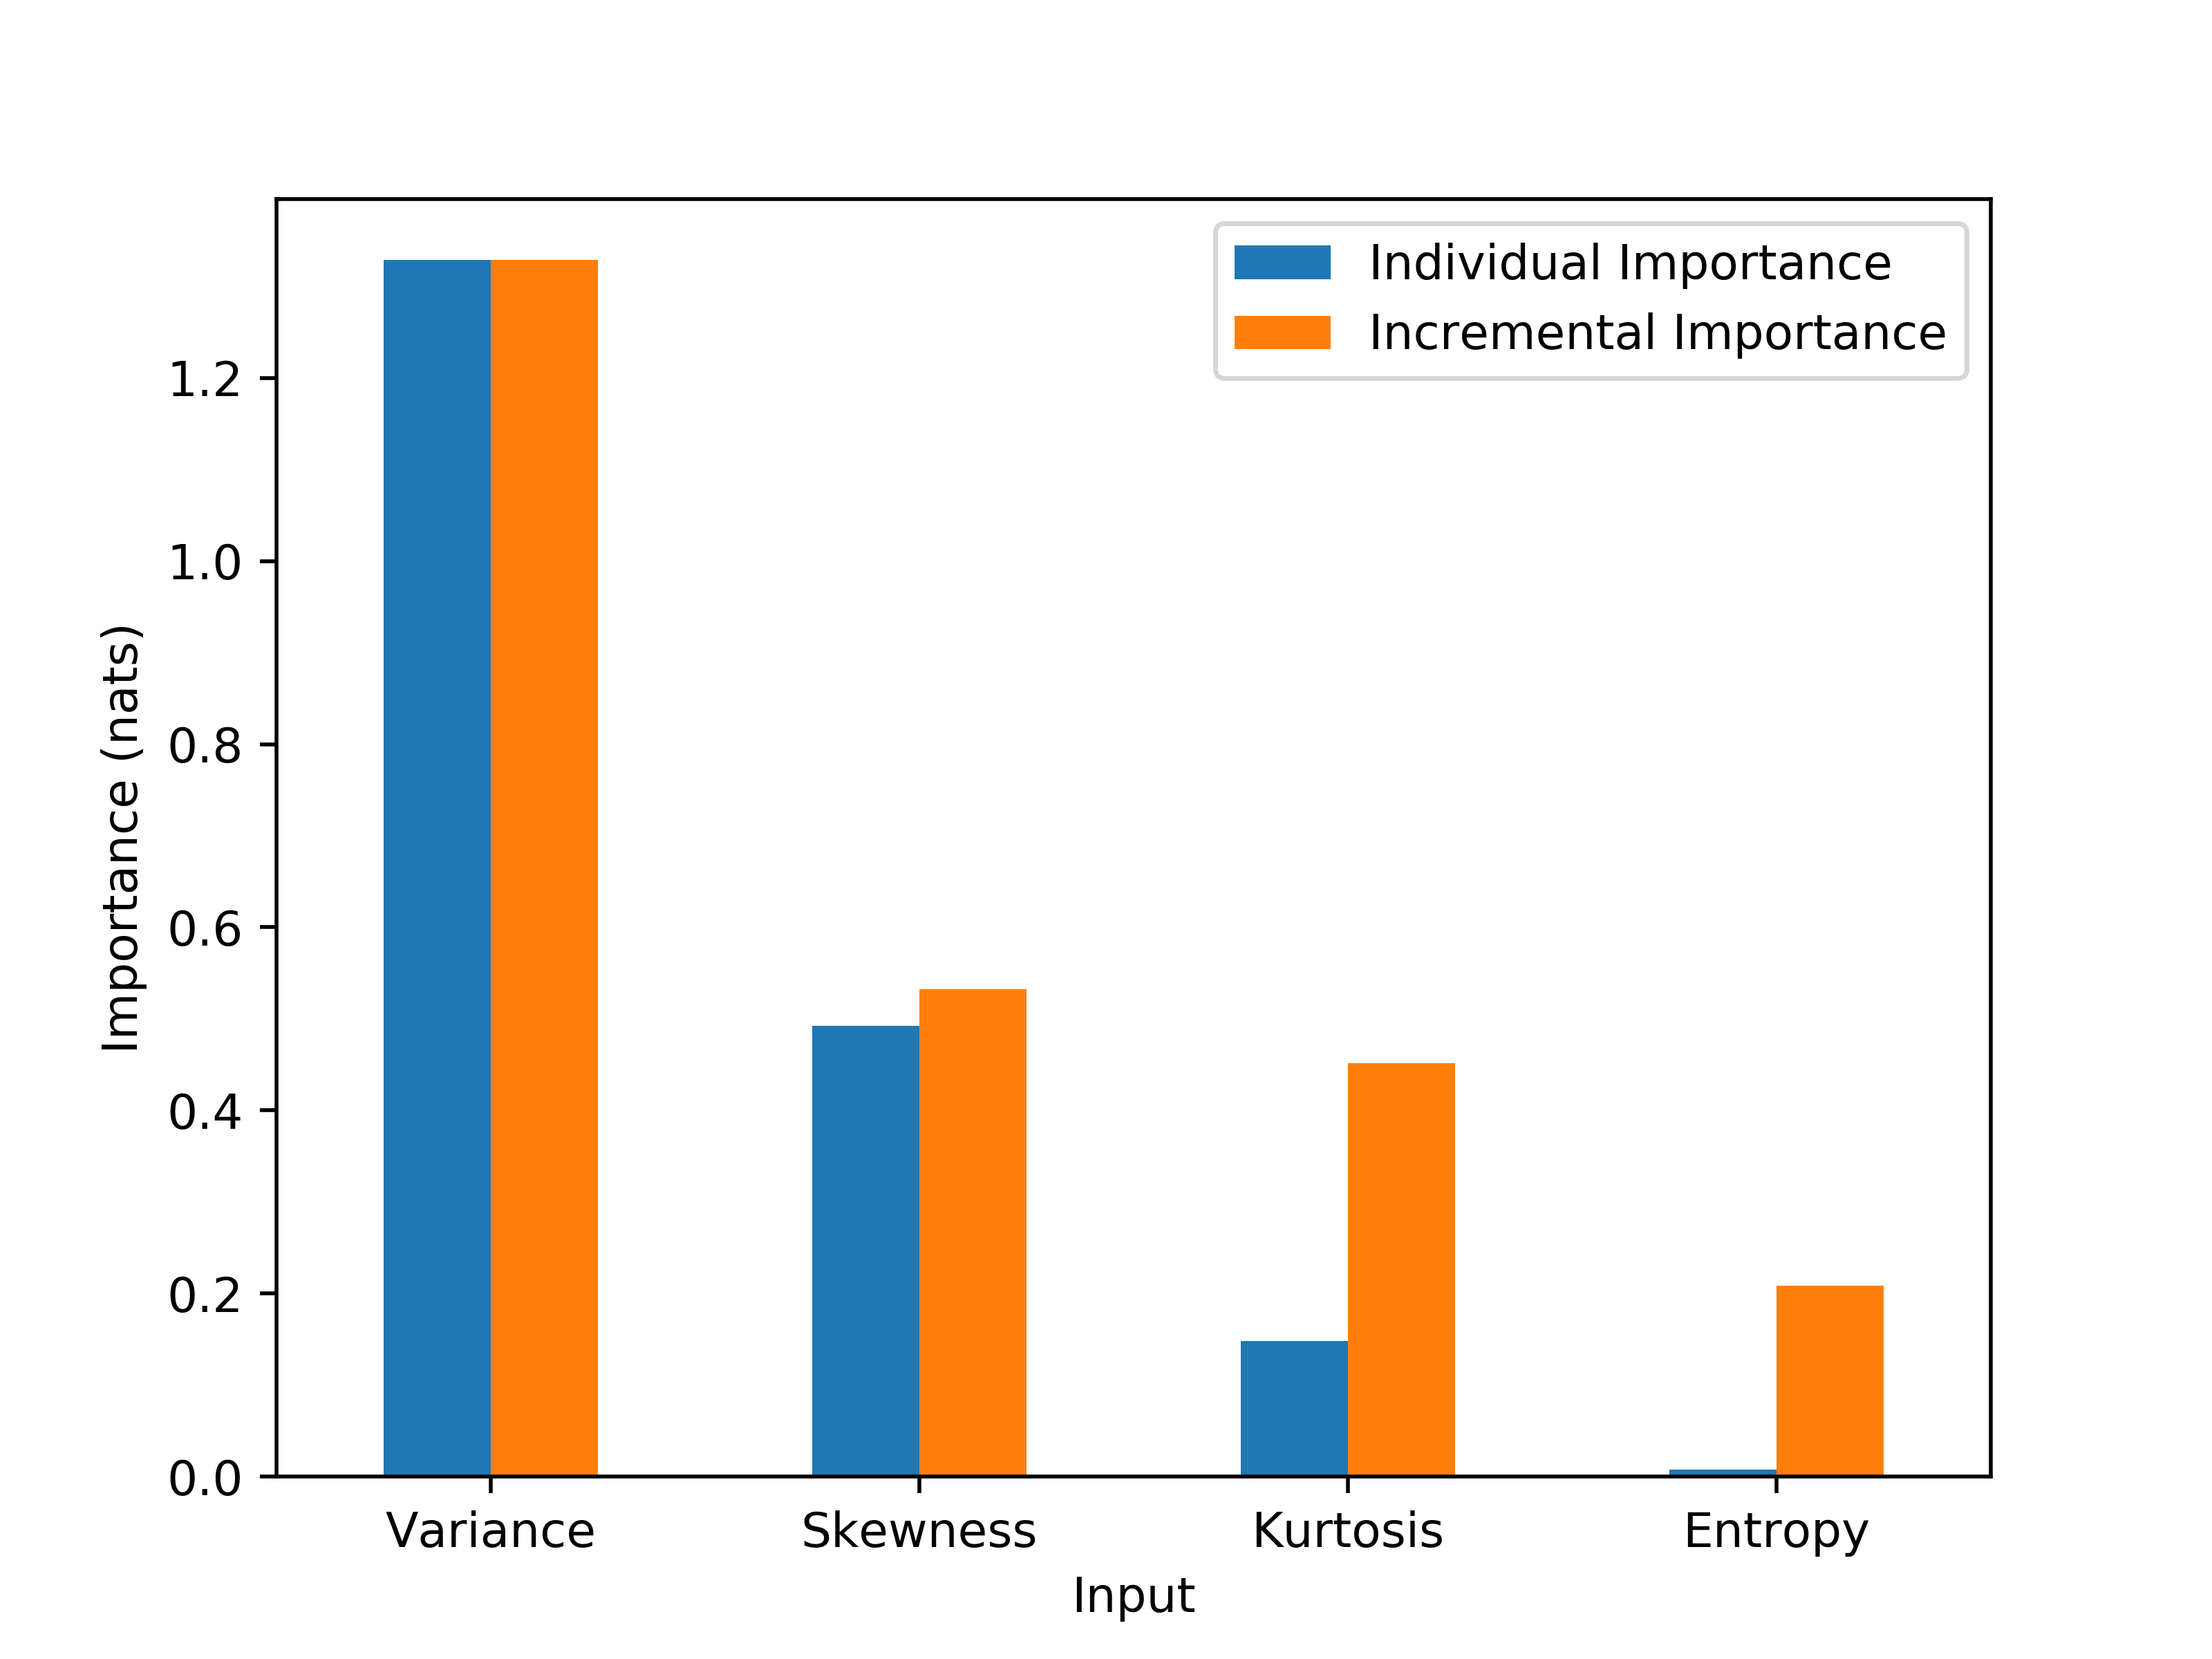 Individual Importance
Incremental Importance
1.2
1.0
0.8
0.6
0.4
0.2
0.0
Importance (nats)
Variance Skewness Kurtosis Entropy
Input